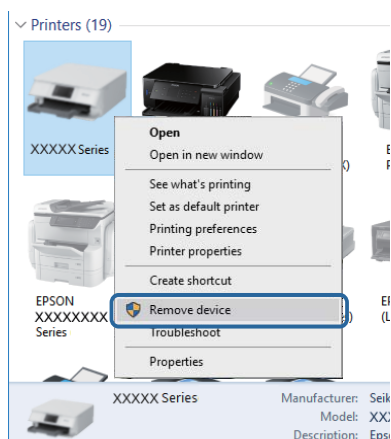 Printers (19)
XXXXX Series
Open
Open in new window
See what's printing
Set as default printer
Printing preferences
Printer properties
Create shortcut
Remove device
Troubleshoot
Properties
EPSON
XXXXXXXX
Series
XXXXX Series
Manufacturer:
Model:
Description: